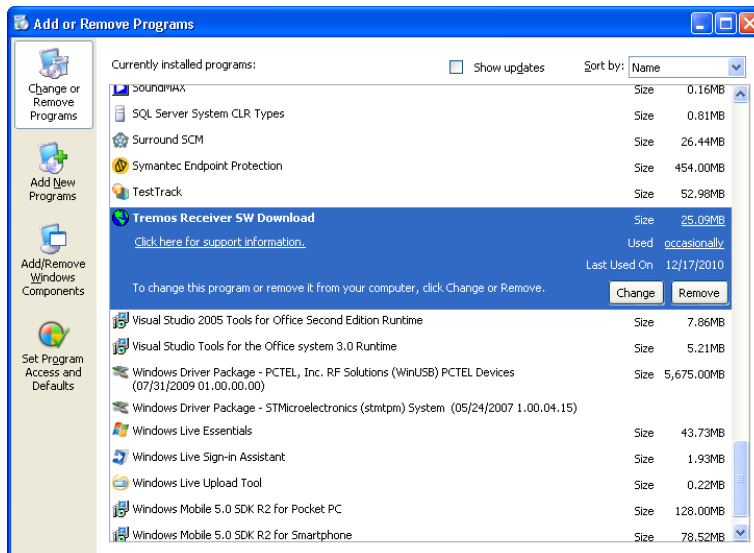 Add or Remove Programs
Change or
Remove
Programs
Add New
Programs
Add/Remove
Windows
Components
Set Program
Access and
Defaults
Currently installed programs:
Show updates
Sort by: Name
SoundMAX Size 0.16MB
SQL Server System CLR Types Size 0.81MB
Surround SCM Size 26.44MB
Symantec Endpoint Protection Size 454.00MB
TestTrack Size 52.98MB
Tremos Receiver SW Download Size 25.09MB
Click here for support information. Used occasionally
Last Used On 12/17/2010
To change this program or remove it from your computer, click Change or Remove. Change Remove
Visual Studio 2005 Tools for Office Second Edition Runtime Size 7.86MB
Visual Studio Tools for the Office system 3.0 Runtime Size 5.21MB
Windows Driver Package - PCTEL, Inc. RF Solutions (WinUSB) PCTEL Devices Size 5,675.00MB
(07/31/2009 01.00.00.00)
Windows Driver Package - STMicroelectronics (stmtpm) System (05/24/2007 1.00.04.15)
Windows Live Essentials Size 43.73MB
Windows Live Sign-in Assistant Size 1.93MB
Windows Live Upload Tool Size 0.22MB
Windows Mobile 5.0 SDK R2 for Pocket PC Size 128.00MB
Windows Mobile 5.0 SDK R2 for Smartphone Size 78.52MB